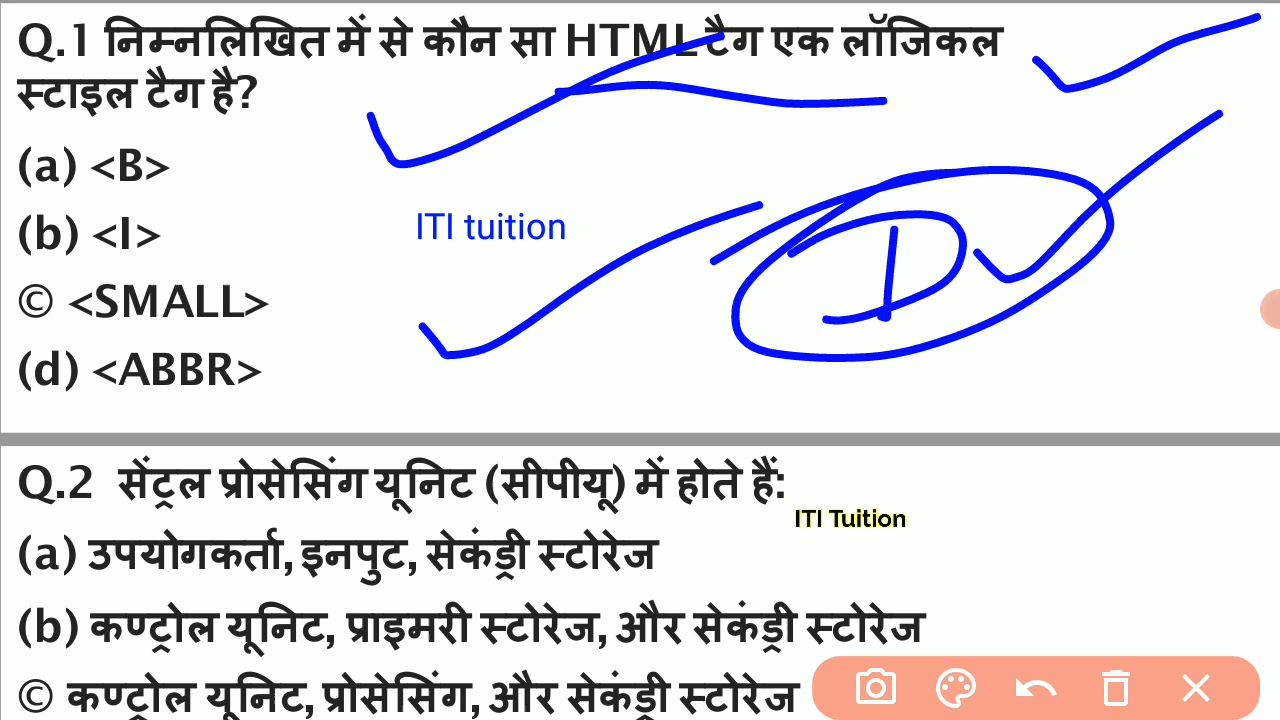 Q.1 निम्नलिखित में से कौन सा HTML टैग एक लॉजिकल
स्टाइल टैग है?
(a) <B>
(b) <I>
© <SMALL>
(d) <ABBR>
ITI tuition
D
Q.2 सेंट्रल प्रोसेसिंग यूनिट (सीपीयू) में होते हैं:
ITI Tuition
(a) उपयोगकर्ता, इनपुट, सेकंड्री स्टोरेज
(b) कण्ट्रोल यूनिट, प्राइमरी स्टोरेज, और सेकंड्री स्टोरेज
© कण्ट्रोल यूनिट, प्रोसेसिंग, और सेकंड्री स्टोरेज